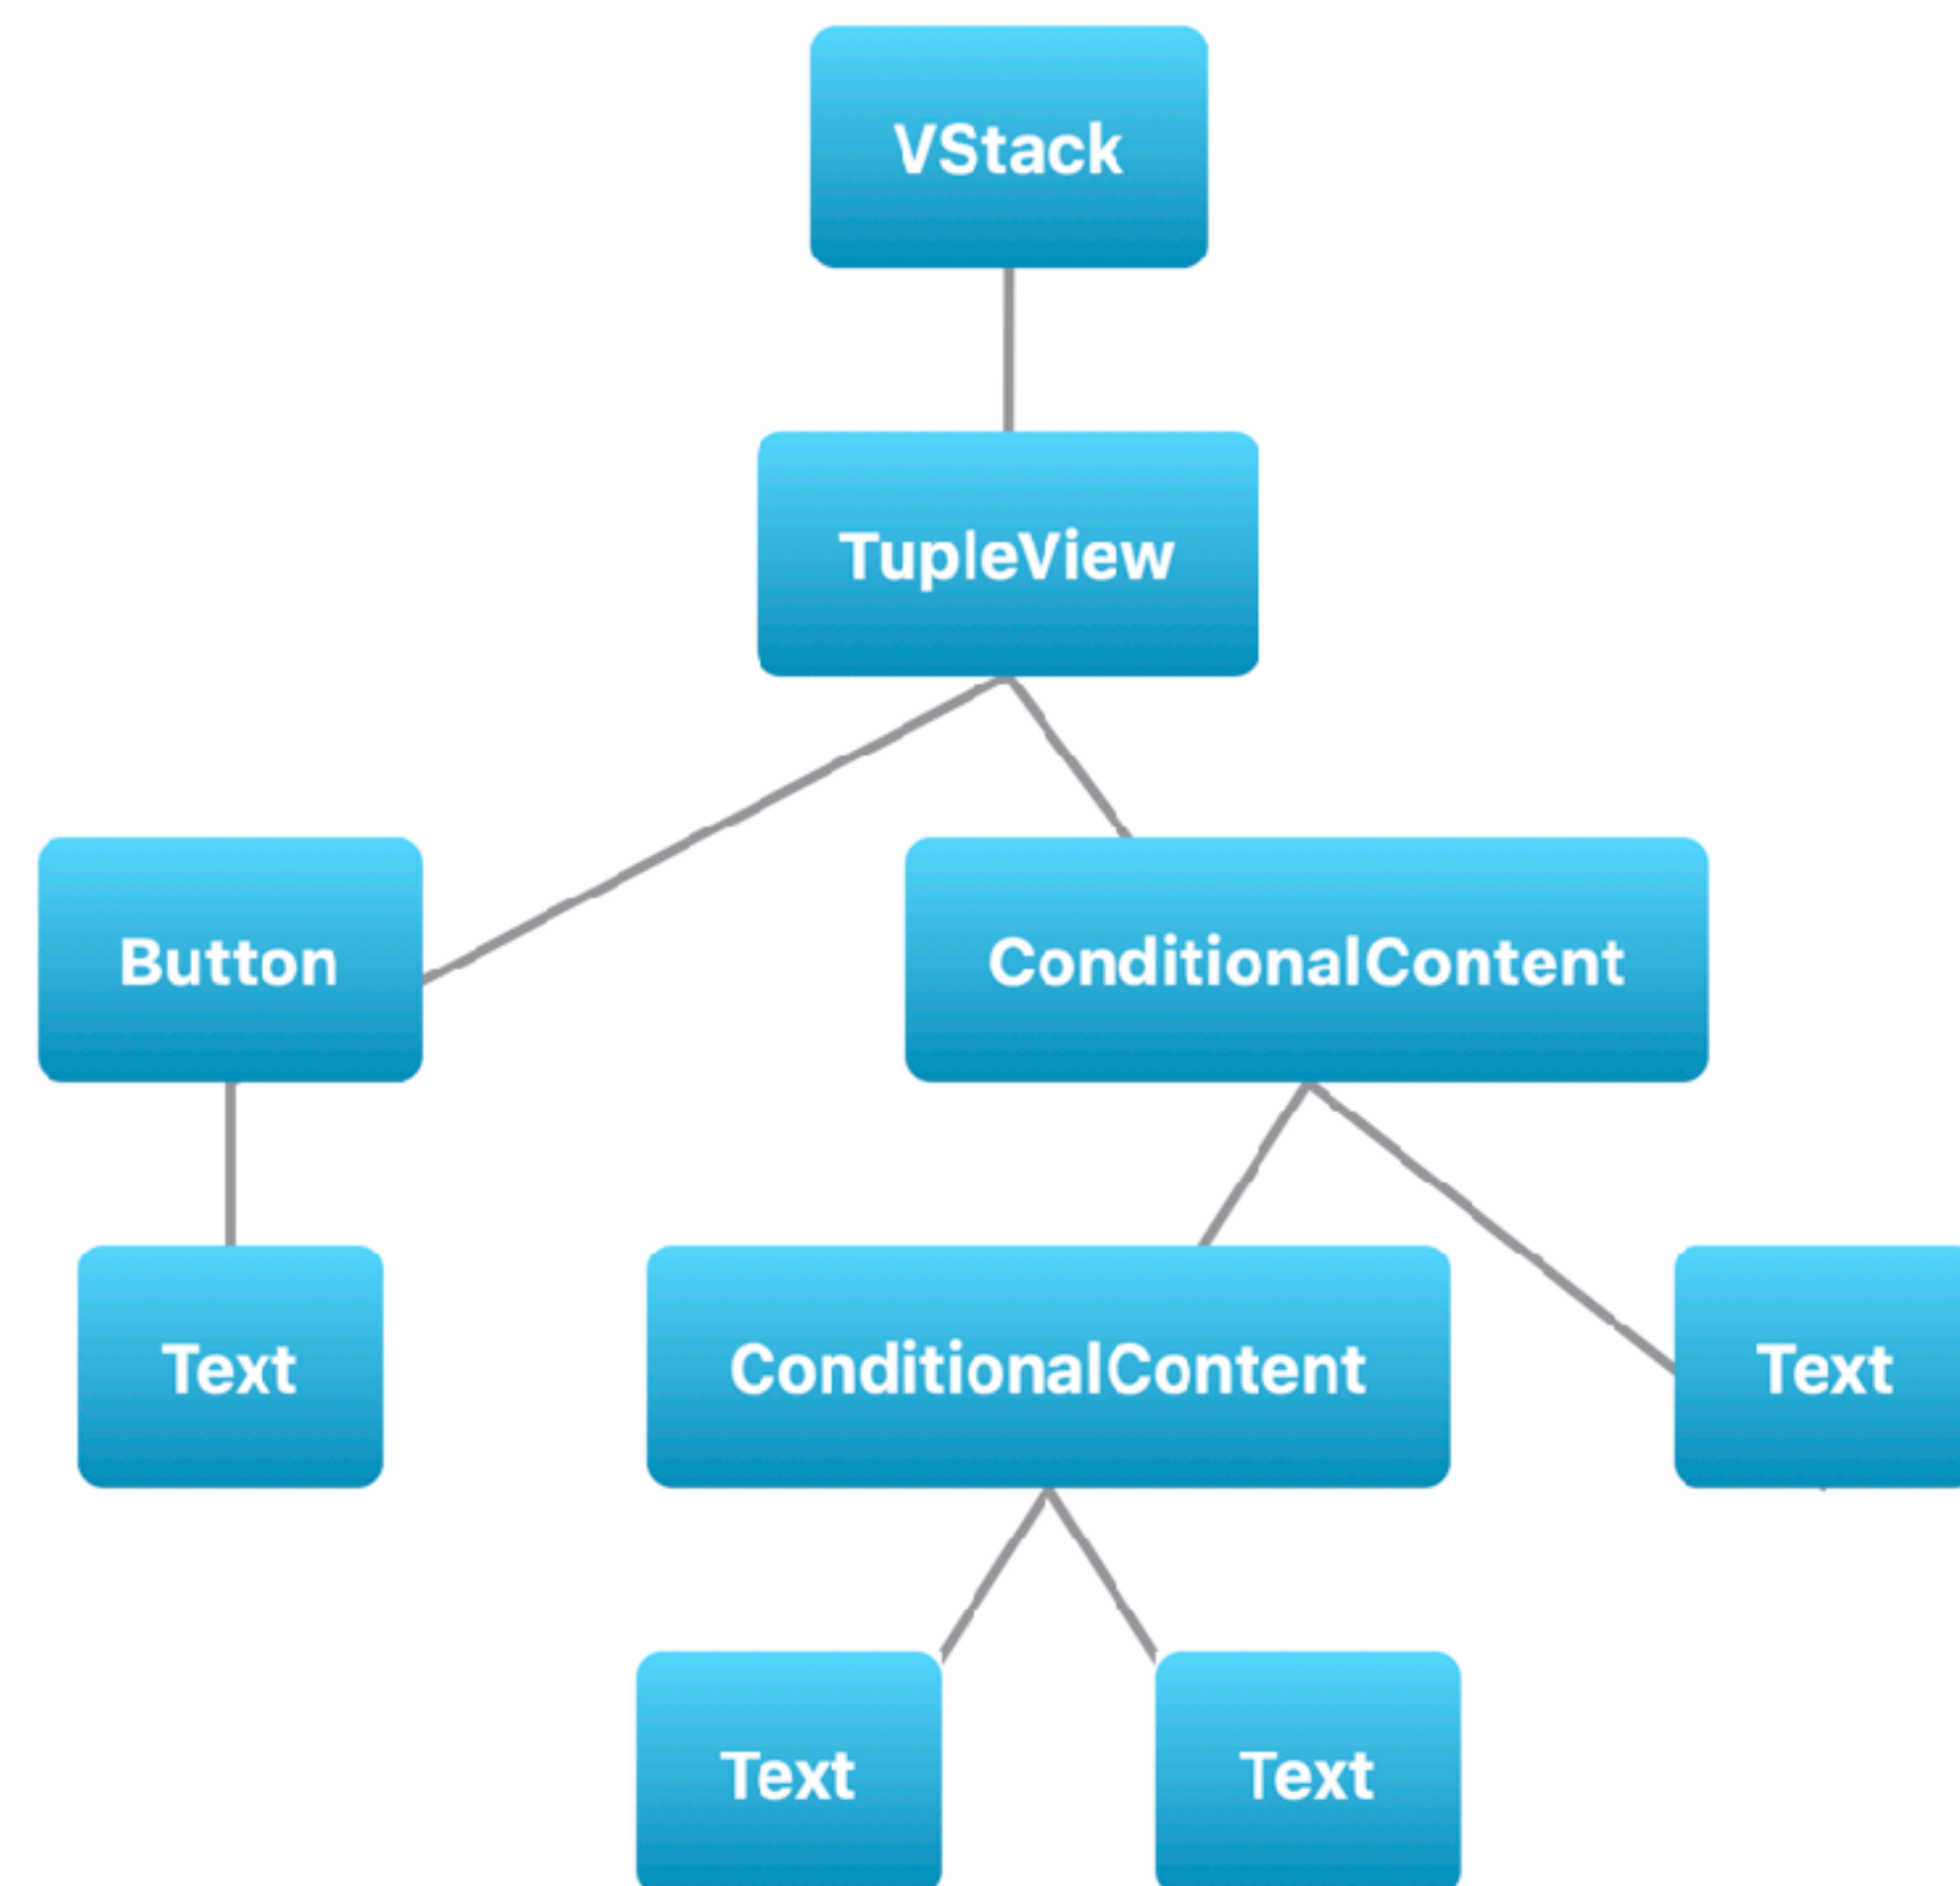 VStack
TupleView
Button
ConditionalContent
Text
ConditionalContent
Text
Text
Text